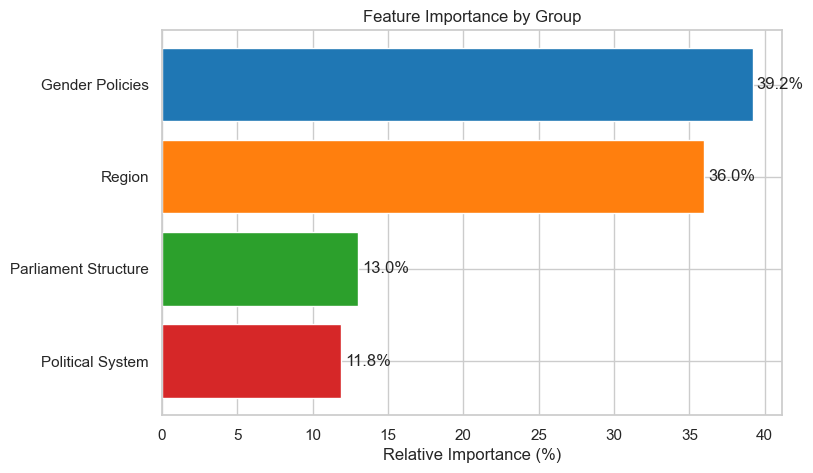 Feature Importance by Group
Gender Policies
39.2%
Region
36.0%
Parliament Structure
13.0%
Political System
11.8%
0 5 10 15 20 25 30 35 40
Relative Importance (%)